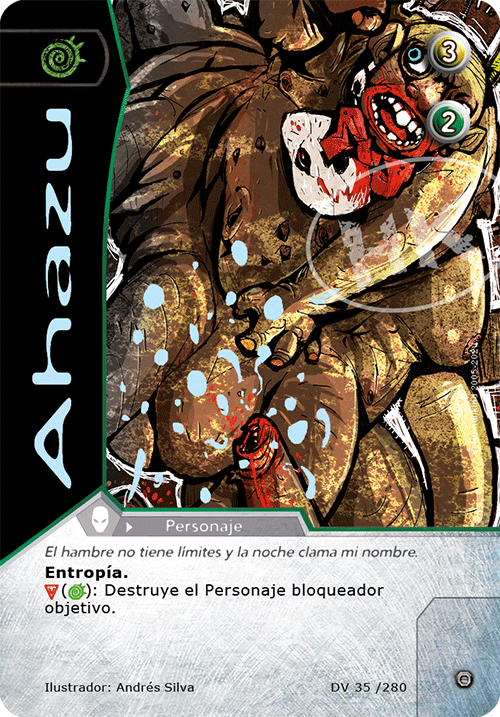 3
2
Ahazu
UK
Personaje
El hambre no tiene límites y la noche clama mi nombre.
Entropía.
( ): Destruye el Personaje bloqueador
objetivo.
Ilustrador: Andrés Silva
DV 35 /280